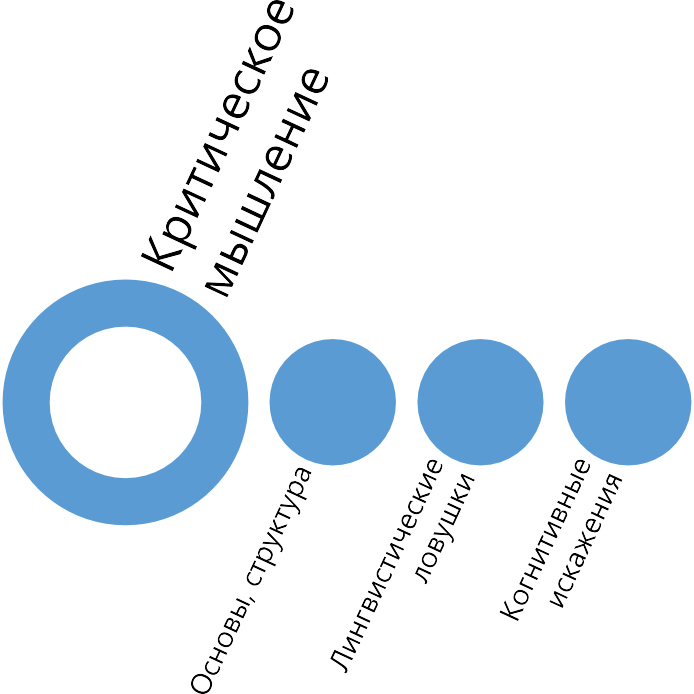 Критическое
мышление
Основы, структура
Лингвистические
ловушки
Когнитивные
искажения